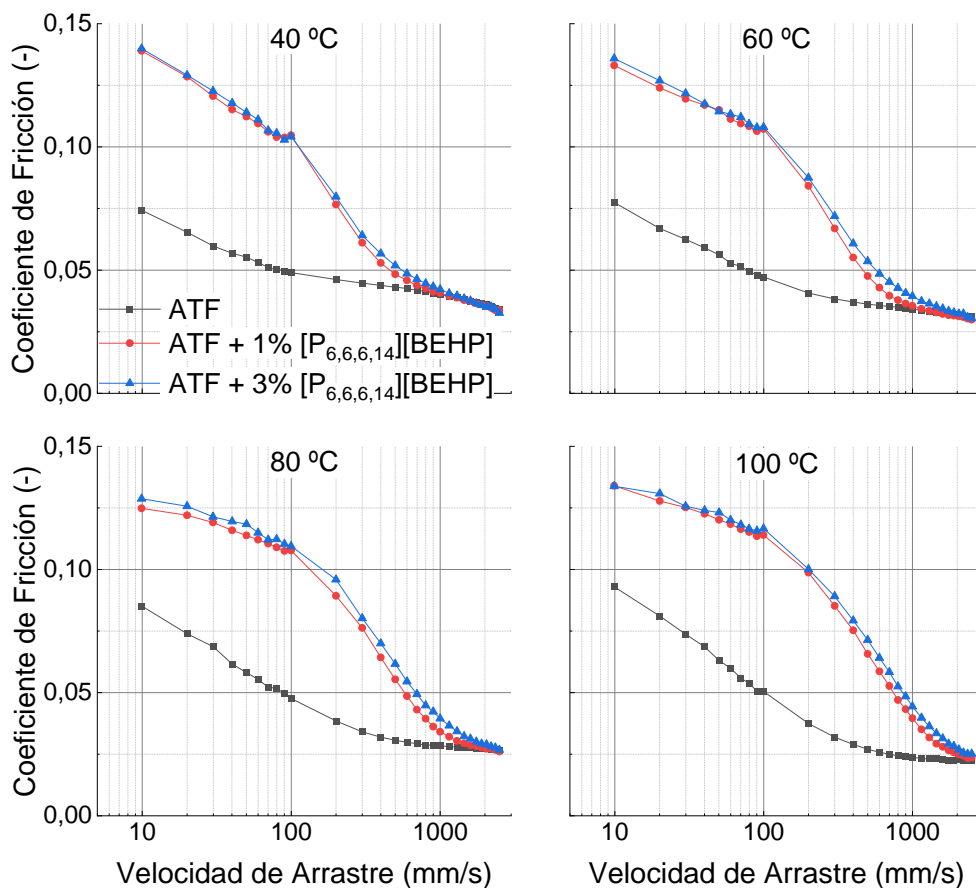 40 ºC
60 ºC
0,15
0,10
0,05
0,00
Coeficiente de Fricción (-)
ATF
ATF + 1% [P6,6,6,14][BEHP]
ATF + 3% [P6,6,6,14][BEHP]
80 ºC
100 ºC
0,15
0,10
0,05
0,00
Coeficiente de Fricción (-)
10 100 1000
10 100 1000
Velocidad de Arrastre (mm/s)
Velocidad de Arrastre (mm/s)